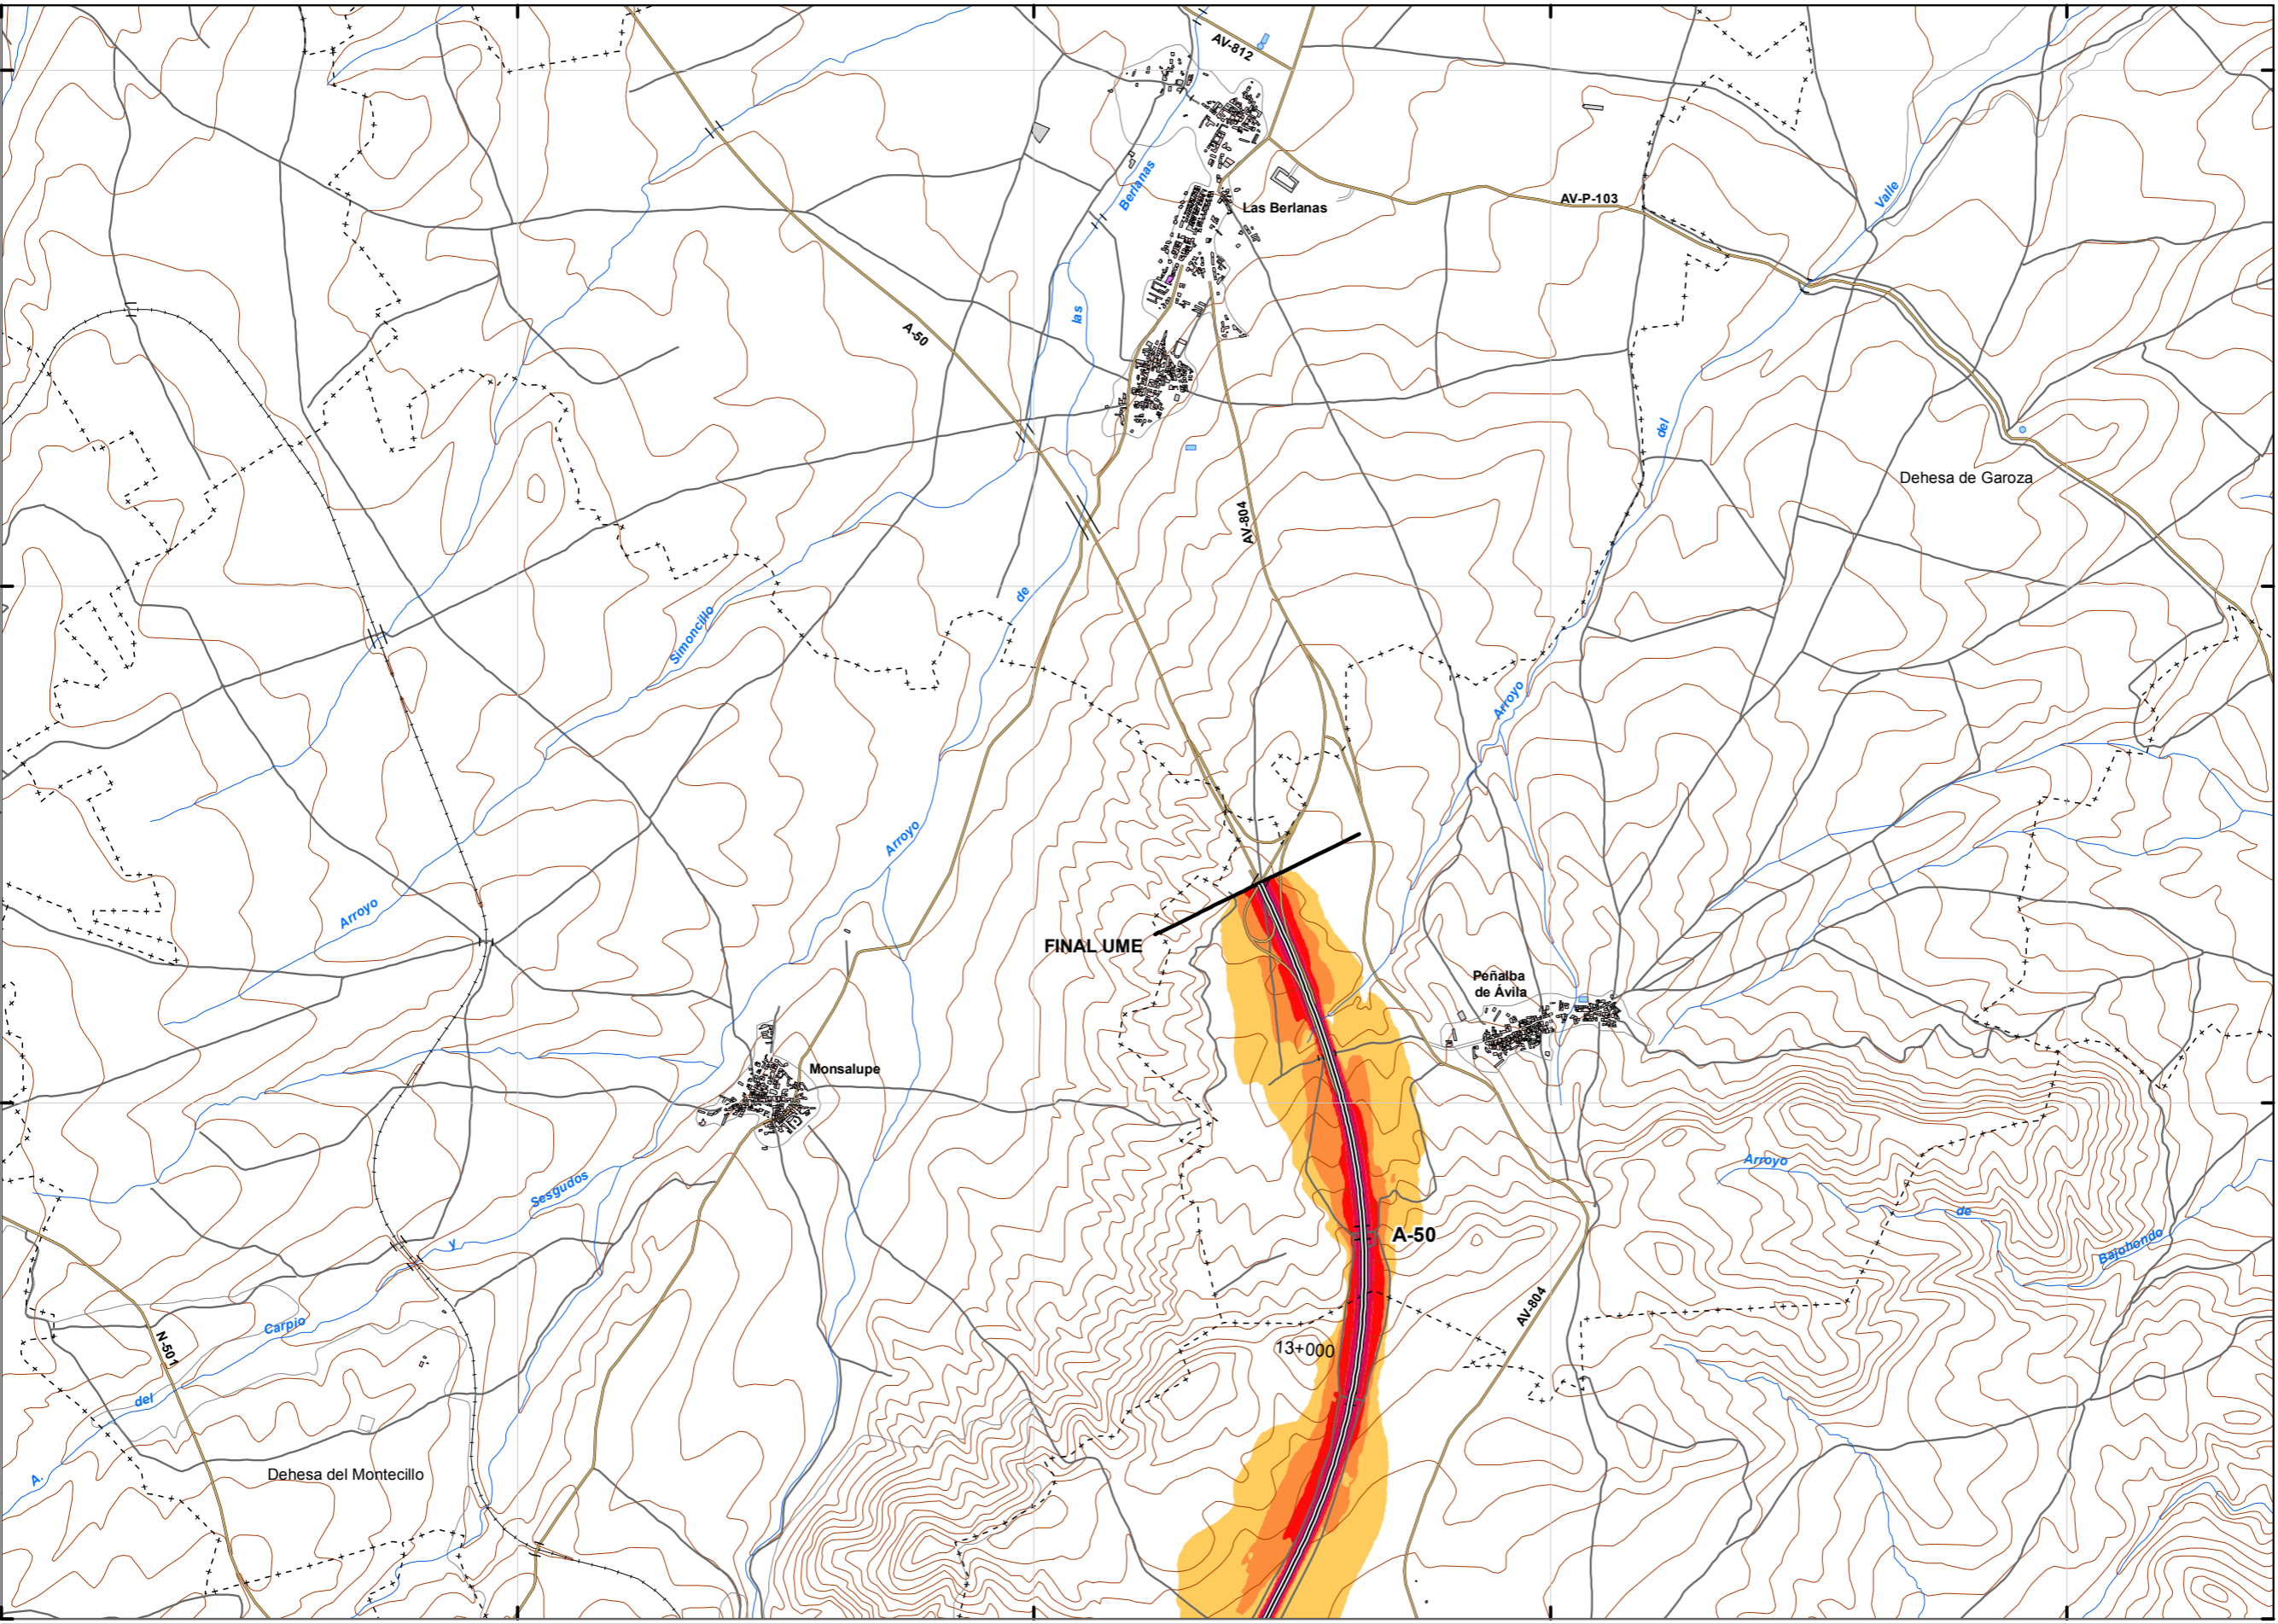 AV-812
Berlanas
Las Berlanas
AV-P-103
Valle
las
A-50
del
Dehesa de Garoza
AV-804
de
Simoncillo
Arroyo
Arroyo
Arroyo
FINAL UME
Peñalba
de Ávila
Monsalupe
Arroyo
Sesgudos
de
y
A-50
Bajohondo
Carpio
AV-804
N-501
13+000
del
Dehesa del Montecillo
A.